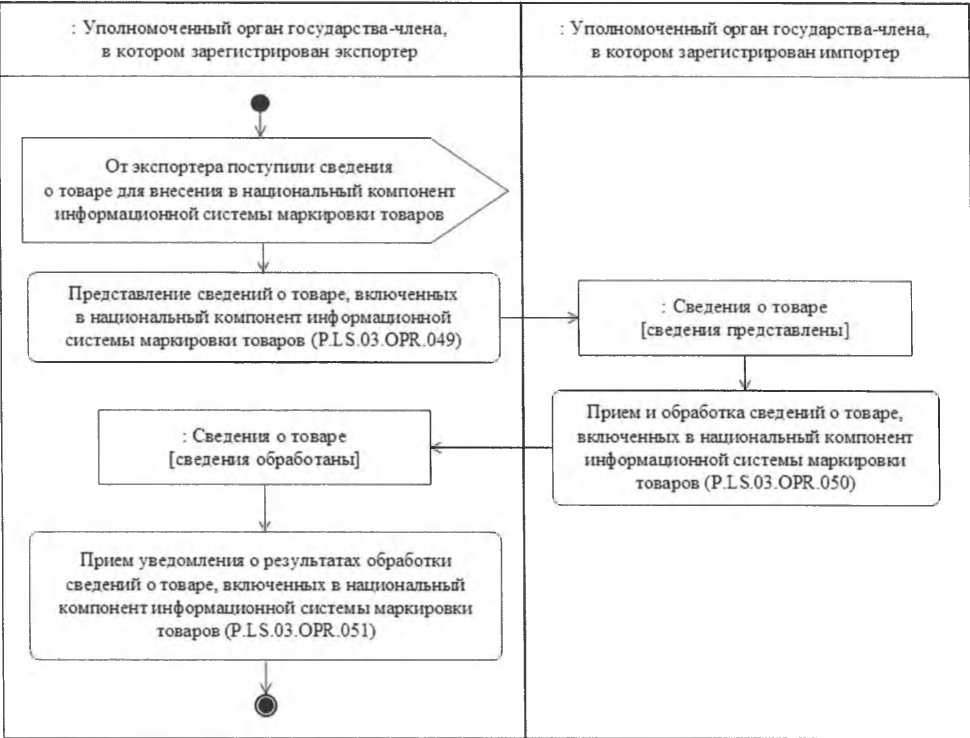 : Уполномоченный орган государства-члена,
в котором зарегистрирован экспортер
: Уполномоченный орган государства-члена,
в котором зарегистрирован импортер
От экспортера поступили сведения
о товаре для внесения в национальный компонент
информационной системы маркировки товаров
Представление сведений о товаре, включенных
в национальный компонент информационной
системы маркировки товаров (P.LS.03.OPR.049)
: Сведения о товаре
[сведения представлены]
Прием и обработка сведений о товаре,
включенных в национальный компонент
информационной системы маркировки
товаров (P.LS.03.OPR.050)
: Сведения о товаре
[сведения обработаны]
Прием уведомления о результатах обработки
сведений о товаре, включенных в национальный
компонент информационной системы маркировки
товаров (P.LS.03.OPR.051)